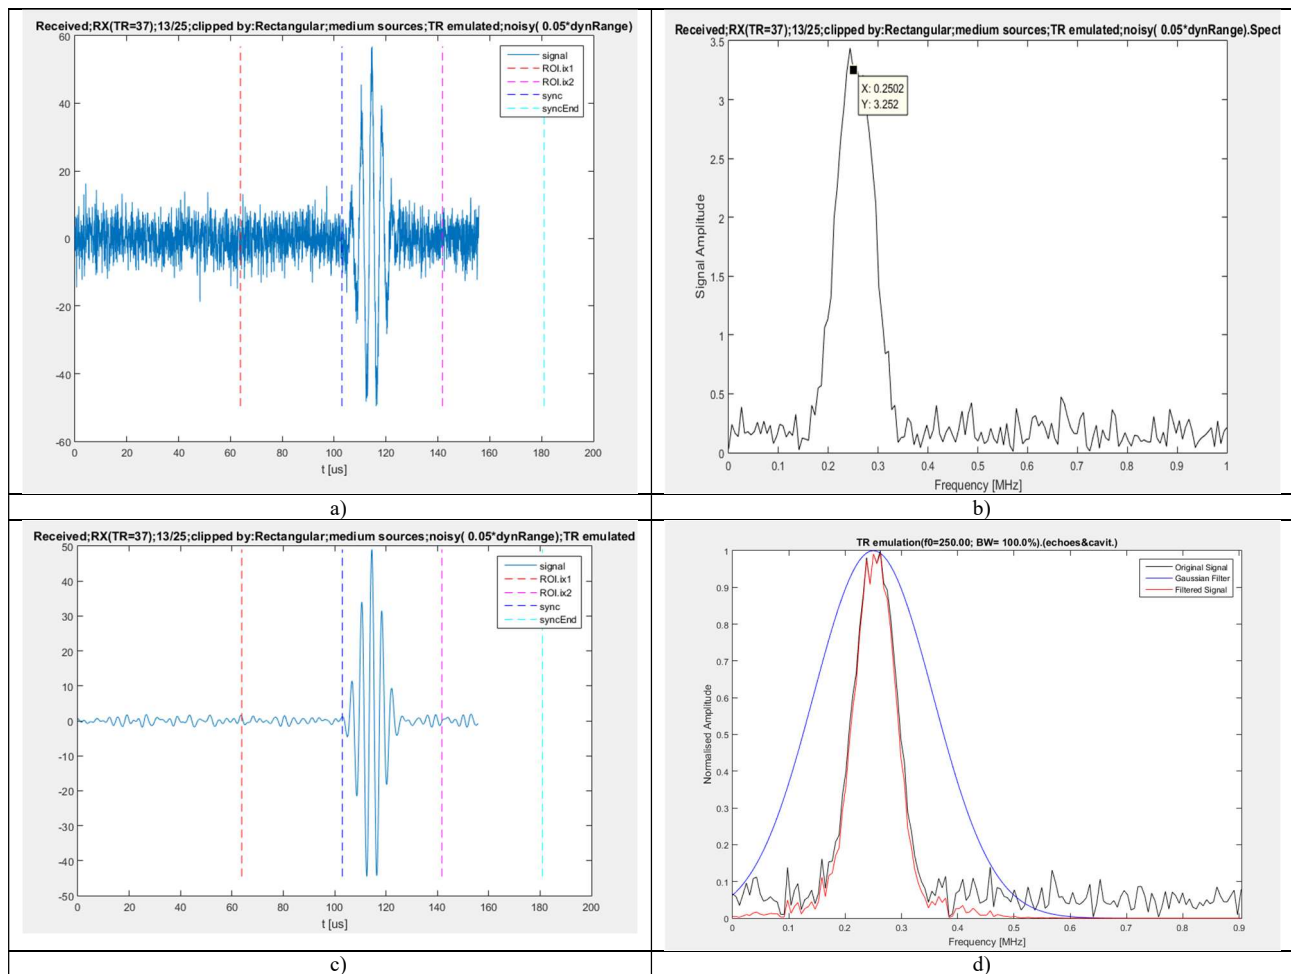 Received;RX(TR=37);13/25;clipped by:Rectangular;medium sources;TR emulated;noisy( 0.05*dynRange)
60
40
20
0
-20
-40
-60
0 20 40 60 80 100 120 140 160 180 200
t [us]
signal
ROI.ix1
ROI.ix2
sync
syncEnd
a)
Received;RX(TR=37);13/25;clipped by:Rectangular;medium sources;TR emulated;noisy( 0.05*dynRange).Spect
3.5
3
2.5
2
1.5
1
0.5
0
Signal Amplitude
X: 0.2502
Y: 3.252
0 0.1 0.2 0.3 0.4 0.5 0.6 0.7 0.8 0.9 1
Frequency [MHz]
b)
Received;RX(TR=37);13/25;clipped by:Rectangular;medium sources;noisy( 0.05*dynRange);TR emulated
50
40
30
20
10
0
-10
-20
-30
-40
-50
0 20 40 60 80 100 120 140 160 180 200
t [us]
signal
ROI.ix1
ROI.ix2
sync
syncEnd
c)
TR emulation(f0=250.00; BW= 100.0%).(echoes&cavit.)
1
0.9
0.8
0.7
0.6
0.5
0.4
0.3
0.2
0.1
0
Normalised Amplitude
Original Signal
Gaussian Filter
Filtered Signal
0 0.1 0.2 0.3 0.4 0.5 0.6 0.7 0.8 0.9
Frequency [MHz]
d)